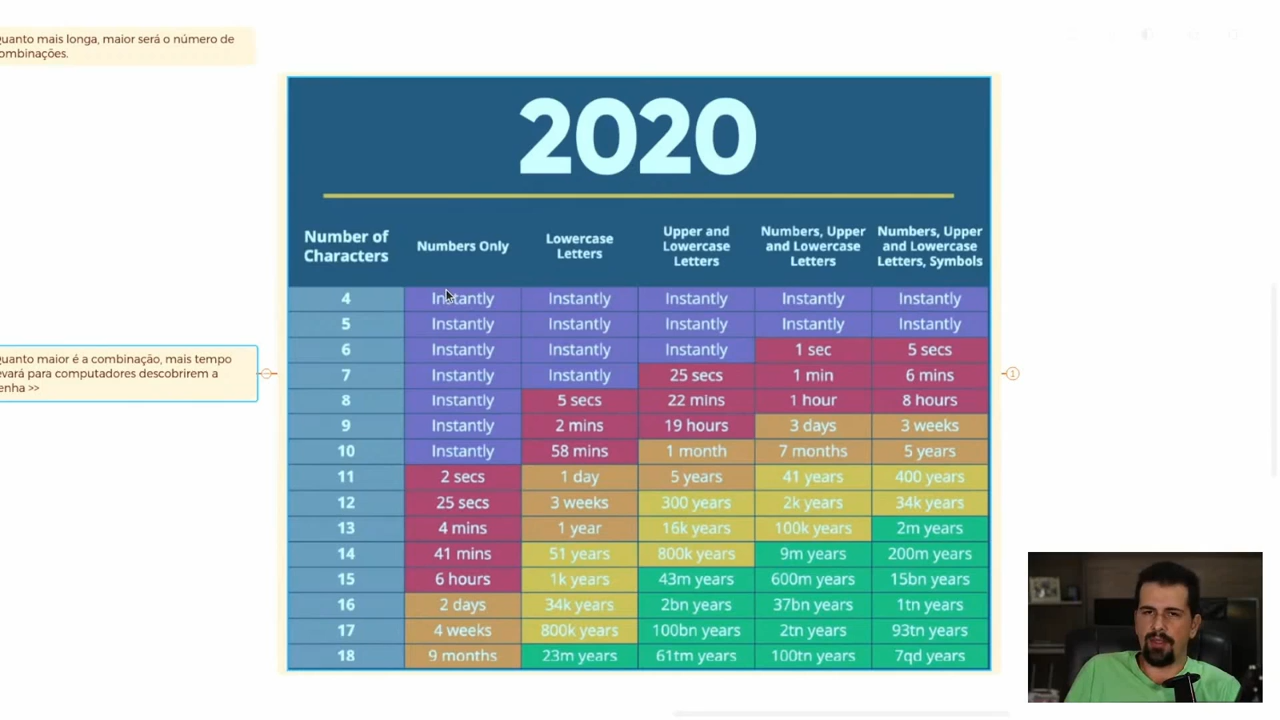 uanto mais longa, maior será o número de
ombinações.
2020
Number of Characters Numbers Only Lowercase Letters Upper and Lowercase Letters Numbers, Upper and Lowercase Letters Numbers, Upper and Lowercase Letters, Symbols
4 Instantly Instantly Instantly Instantly Instantly
5 Instantly Instantly Instantly Instantly Instantly
6 Instantly Instantly Instantly 1 sec 5 secs
7 Instantly Instantly 25 secs 1 min 6 mins
8 Instantly 5 secs 22 mins 1 hour 8 hours
9 Instantly 2 mins 19 hours 3 days 3 weeks
10 Instantly 58 mins 1 month 7 months 5 years
11 2 secs 1 day 5 years 41 years 400 years
12 25 secs 3 weeks 300 years 2k years 34k years
13 4 mins 1 year 16k years 100k years 2m years
14 41 mins 51 years 800k years 9m years 200m years
15 6 hours 1k years 43m years 600m years 15bn years
16 2 days 34k years 2bn years 37bn years 1tn years
17 4 weeks 800k years 100bn years 2tn years 93tn years
18 9 months 23m years 61tm years 100tn years 7qd years
uanto maior é a combinação, mais tempo
evará para computadores descobrirem a
enha >>
1